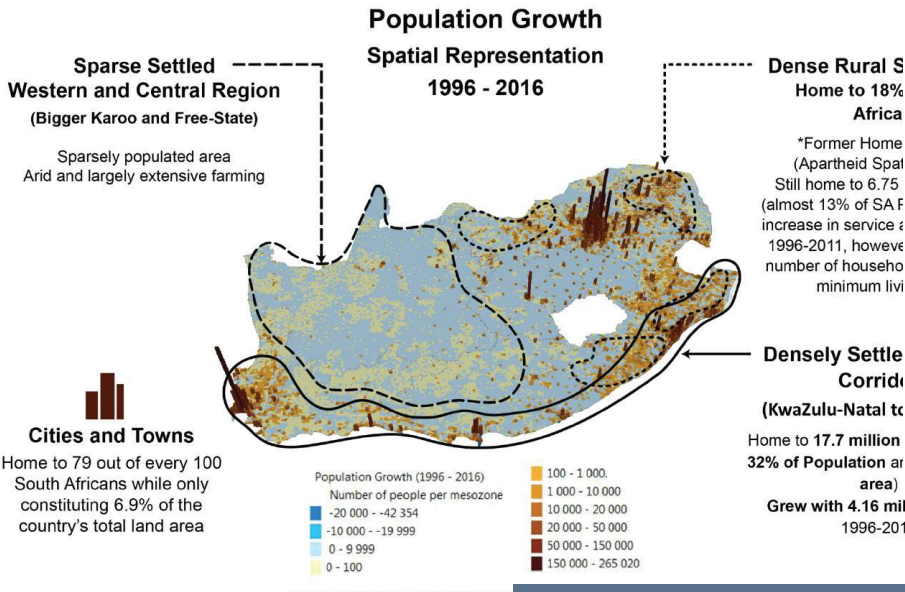 Population Growth
Spatial Representation
1996 - 2016
Sparse Settled
Western and Central Region
(Bigger Karoo and Free-State)
Sparsely populated area
Arid and largely extensive farming
Dense Rural S
Home to 18%
Africa
*Former Home
(Apartheid Spat
Still home to 6.75
(almost 13% of SA P
increase in service a
1996-2011, howeve
number of househo
minimum livi
Densely Settle
Corrid
(KwaZulu-Natal to
Home to 17.7 million
32% of Population an
area)
Grew with 4.16 mil
1996-201
Cities and Towns
Home to 79 out of every 100
South Africans while only
constituting 6.9% of the
country's total land area
Population Growth (1996 - 2016)
Number of people per mesozone
-20 000 - -42 354
-10 000 - -19 999
0 - 9 999
0 - 100
100 - 1 000.
1 000 - 10 000
10 000 - 20 000
20 000 - 50 000
50 000 - 150 000
150 000 - 265 020